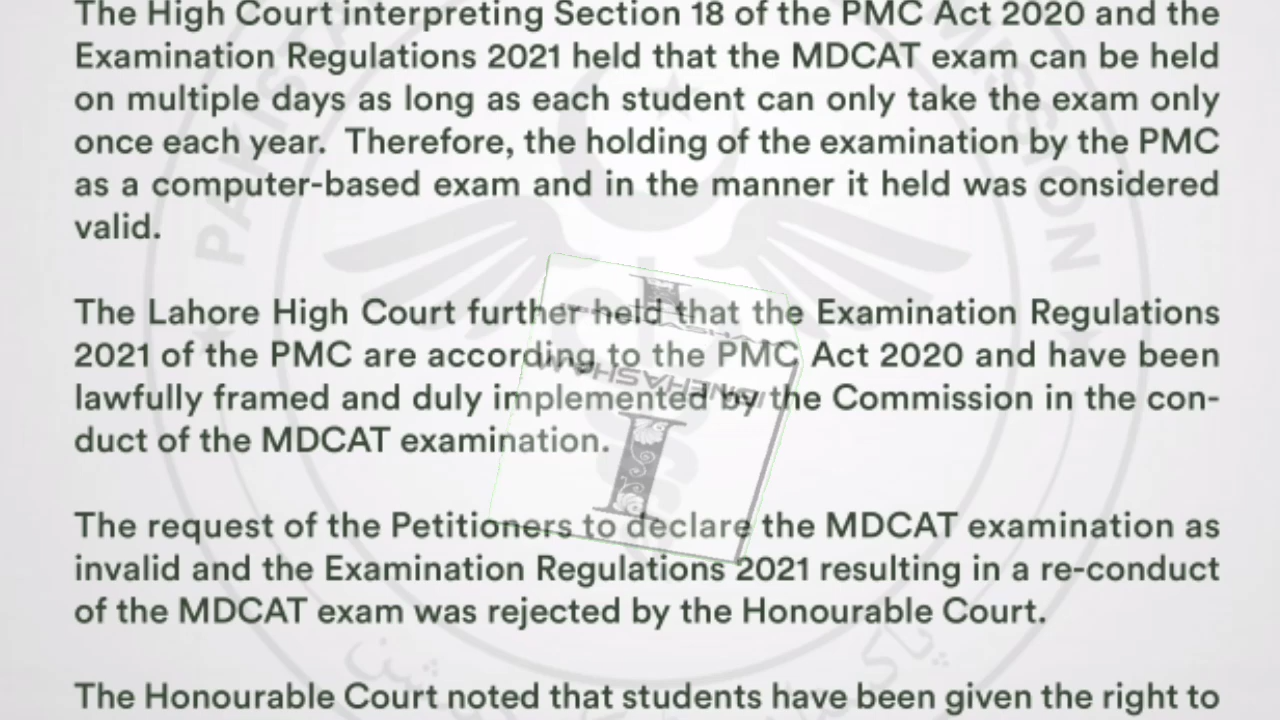 The High Court interpreting Section 18 of the PMC Act 2020 and the
Examination Regulations 2021 held that the MDCAT exam can be held
on multiple days as long as each student can only take the exam only
once each year. Therefore, the holding of the examination by the PMC
as a computer-based exam and in the manner it held was considered
valid.
The Lahore High Court further held that the Examination Regulations
2021 of the PMC are according to the PMC Act 2020 and have been
lawfully framed and duly implemented by the Commission in the con-
duct of the MDCAT examination.
The request of the Petitioners to declare the MDCAT examination as
invalid and the Examination Regulations 2021 resulting in a re-conduct
of the MDCAT exam was rejected by the Honourable Court.
The Honourable Court noted that students have been given the right to